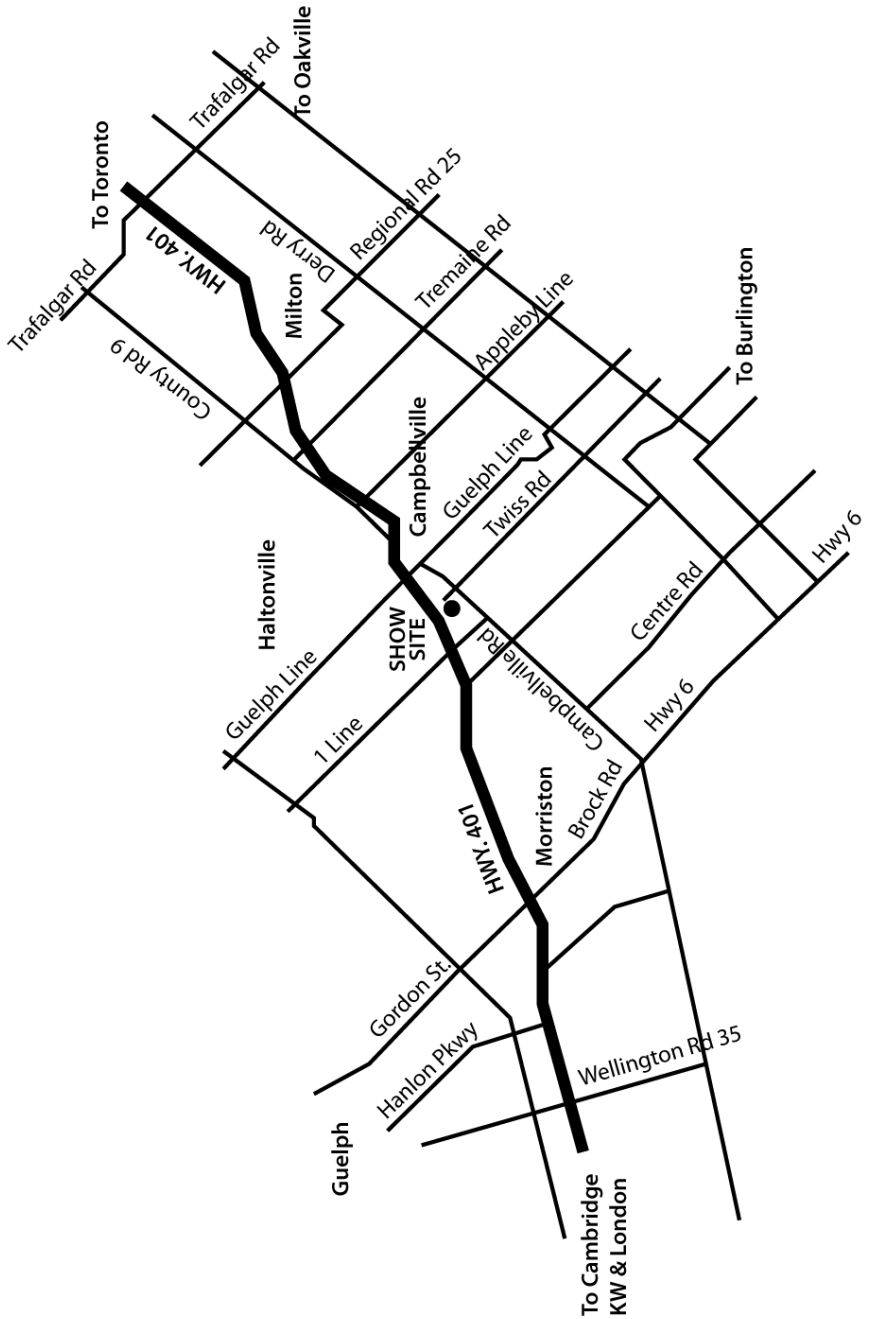 Trafalgar Rd
To Oakville
To Toronto
HWY. 401
Trafalgar Rd
Regional Rd 25
Derry Rd
Milton
Tremaine Rd
County Rd 9
Appleby Line
To Burlington
Campbellville
Guelph Line
Twiss Rd
Haltonville
SHOW
SITE
Hwy 6
Centre Rd
Campbellville Rd
Guelph Line
1 Line
Hwy 6
HWY. 401
Morriston
Brock Rd
Gordon St.
Hanlon Pkwy
Wellington Rd 35
Guelph
To Cambridge
KW & London